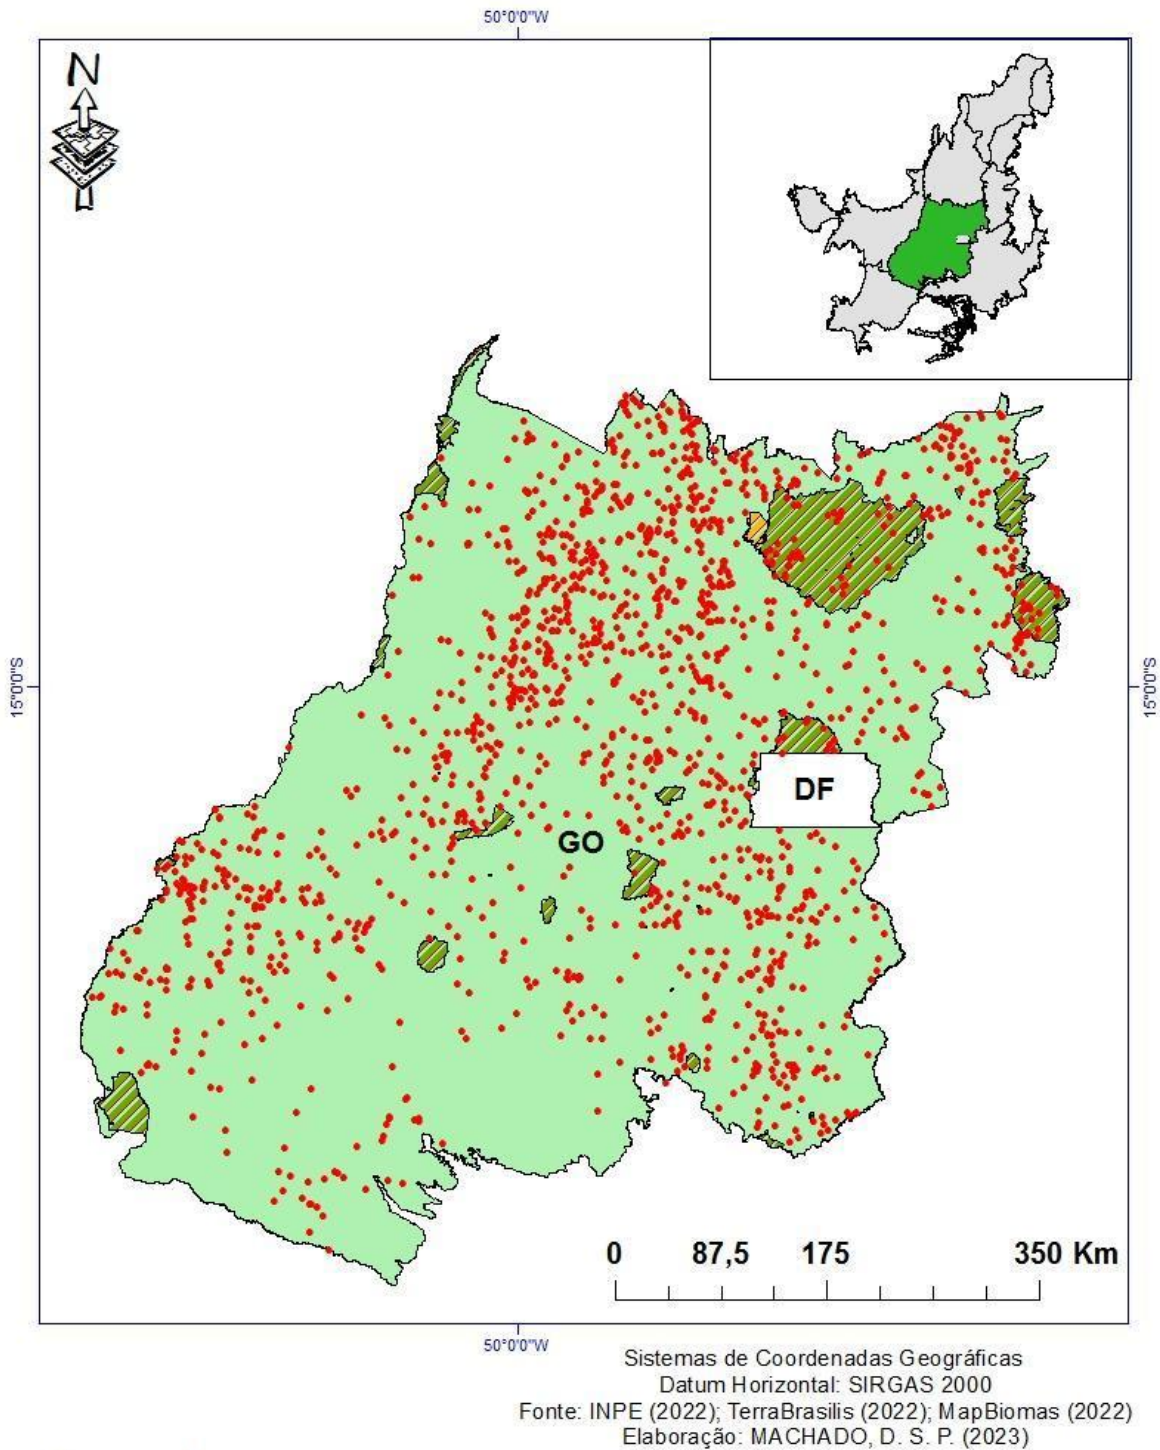 50°0'0"W
N
15°0'0"S
15°0'0"S
DF
GO
0 87,5 175 350 Km
50°0'0"W
Sistemas de Coordenadas Geográficas
Datum Horizontal: SIRGAS 2000
Fonte: INPE (2022); TerraBrasilis (2022); MapBiomas (2022)
Elaboração: MACHADO, D. S. P. (2023)